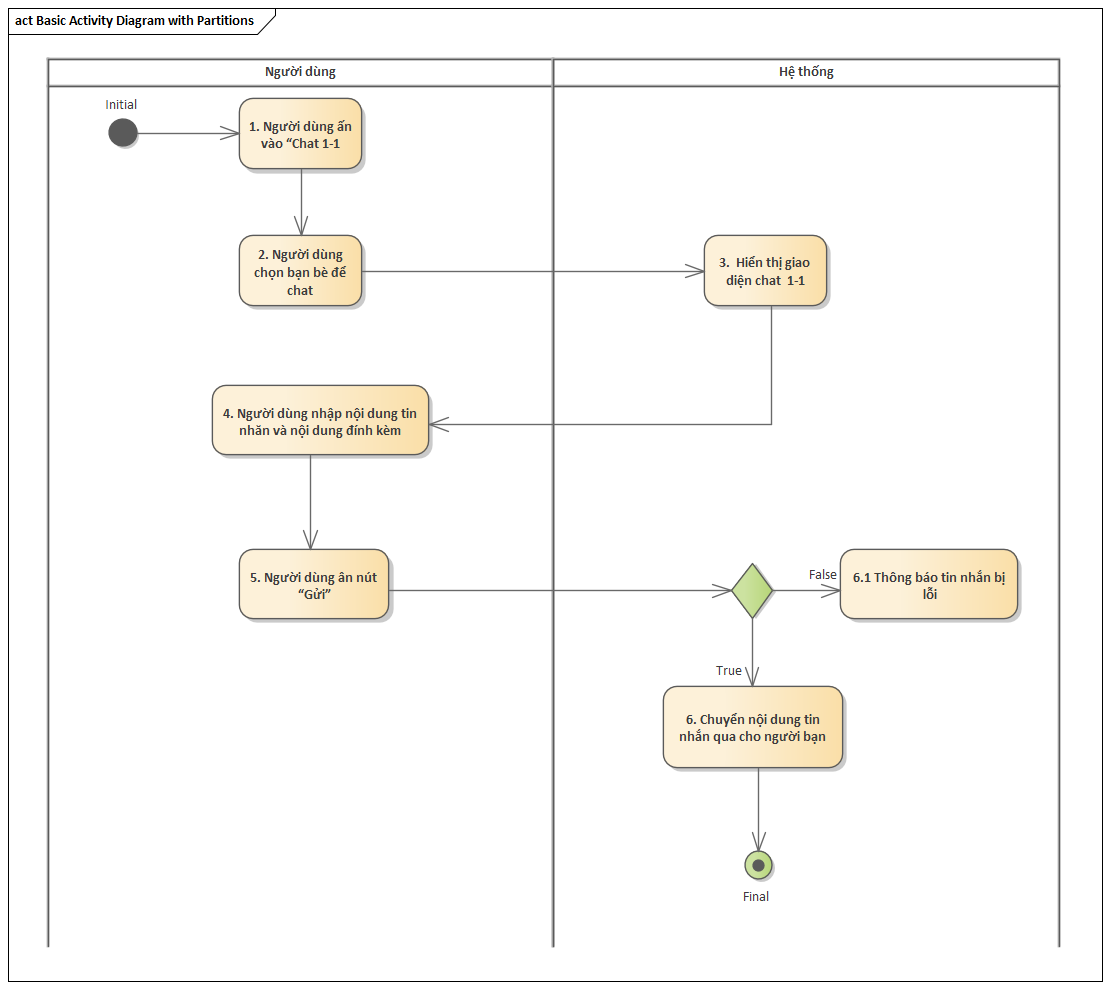 act Basic Activity Diagram with Partitions
Người dùng
Hệ thống
Initial
1. Người dùng ấn
vào “Chat 1-1
2. Người dùng
chọn bạn bè để
chat
3. Hiển thị giao
diện chat 1-1
4. Người dùng nhập nội dung tin
nhăn và nội dung đính kèm
5. Người dùng ân nút
“Gửi”
False
6.1 Thông báo tin nhắn bị
lỗi
True
6. Chuyển nội dung tin
nhắn qua cho người bạn
Final